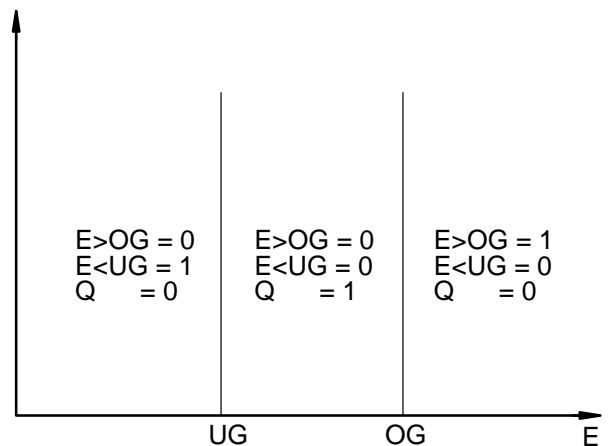 E>OG = 0
E<UG = 1
Q = 0
E>OG = 0
E<UG = 0
Q = 1
E>OG = 1
E<UG = 0
Q = 0
UG
OG
E